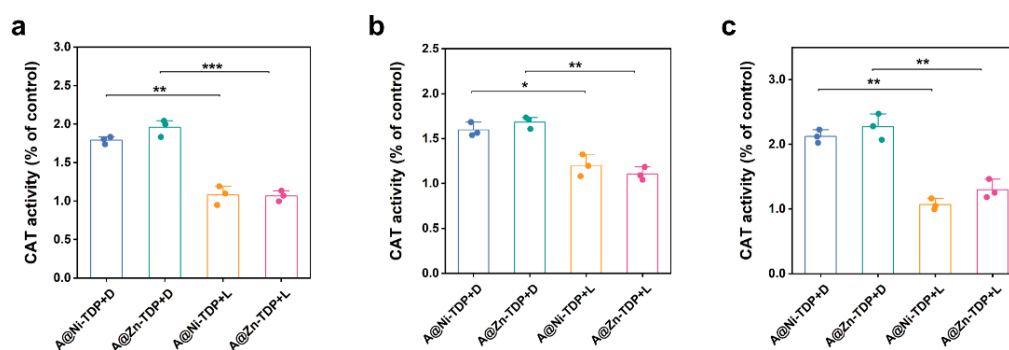 a
CAT activity (% of control)
3.0
2.5
2.0
1.5
1.0
0.5
0.0
***
**
A@Ni-TDP+D
A@Zn-TDP+D
A@Ni-TDP+L
A@Zn-TDP+L
b
CAT activity (% of control)
2.5
2.0
1.5
1.0
0.5
0.0
**
*
A@Ni-TDP+D
A@Zn-TDP+D
A@Ni-TDP+L
A@Zn-TDP+L
c
CAT activity (% of control)
3.0
2.0
1.0
0.0
**
**
A@Ni-TDP+D
A@Zn-TDP+D
A@Ni-TDP+L
A@Zn-TDP+L